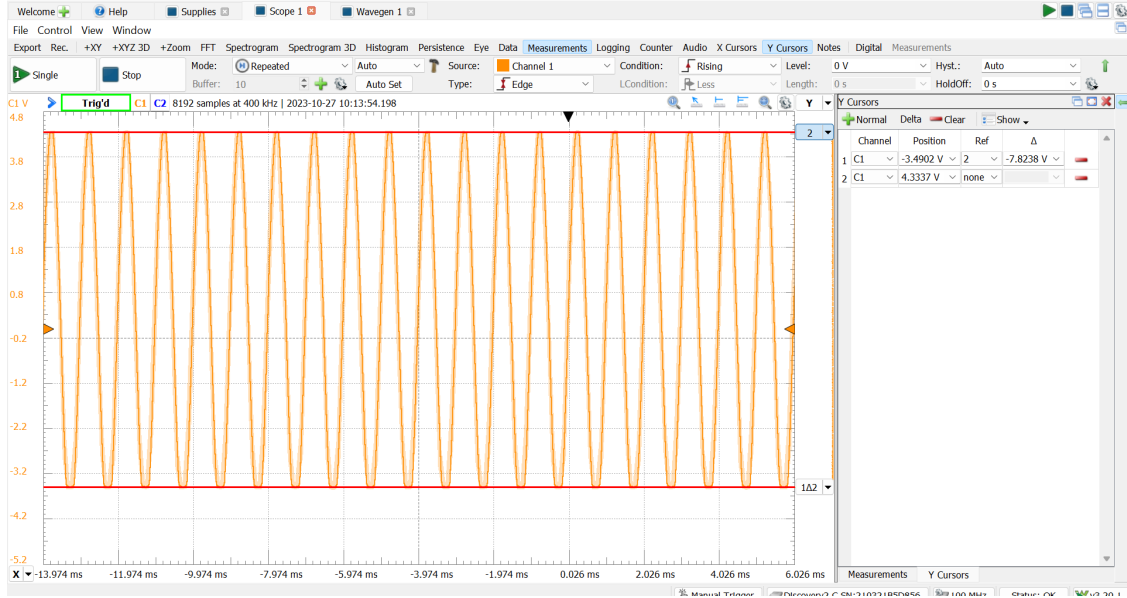 Welcome Help Supplies Scope 1 Wavegen 1
File Control View Window
Export Rec. +XY +XYZ 3D +Zoom FFT Spectrogram Spectrogram 3D Histogram Persistence Eye Data Measurements Logging Counter Audio X Cursors Y Cursors Notes Digital Measurements
Single Stop Mode: Repeated Auto Source: Channel 1 Condition: Rising Level: 0 V Hyst.: Auto
Buffer: 10 Auto Set Type: Edge LCondition: Less Length: 0 s HoldOff: 0 s
C1 V Trig'd C1 C2 8192 samples at 400 kHz | 2023-10-27 10:13:54.198 Y
Y Cursors
Normal Delta Clear Show
Channel Position Ref Δ
1 C1 -3.4902 V 2 -7.8238 V
2 C1 4.3337 V none
4.8
2
3.8
2.8
1.8
0.8
-0.2
-1.2
-2.2
-3.2
1Δ2
-4.2
-5.2
X -13.974 ms -11.974 ms -9.974 ms -7.974 ms -5.974 ms -3.974 ms -1.974 ms 0.026 ms 2.026 ms 4.026 ms 6.026 ms
Measurements Y Cursors
Manual Trigger Discovery2 C SN:210321B5D856 100 MHz Status: OK